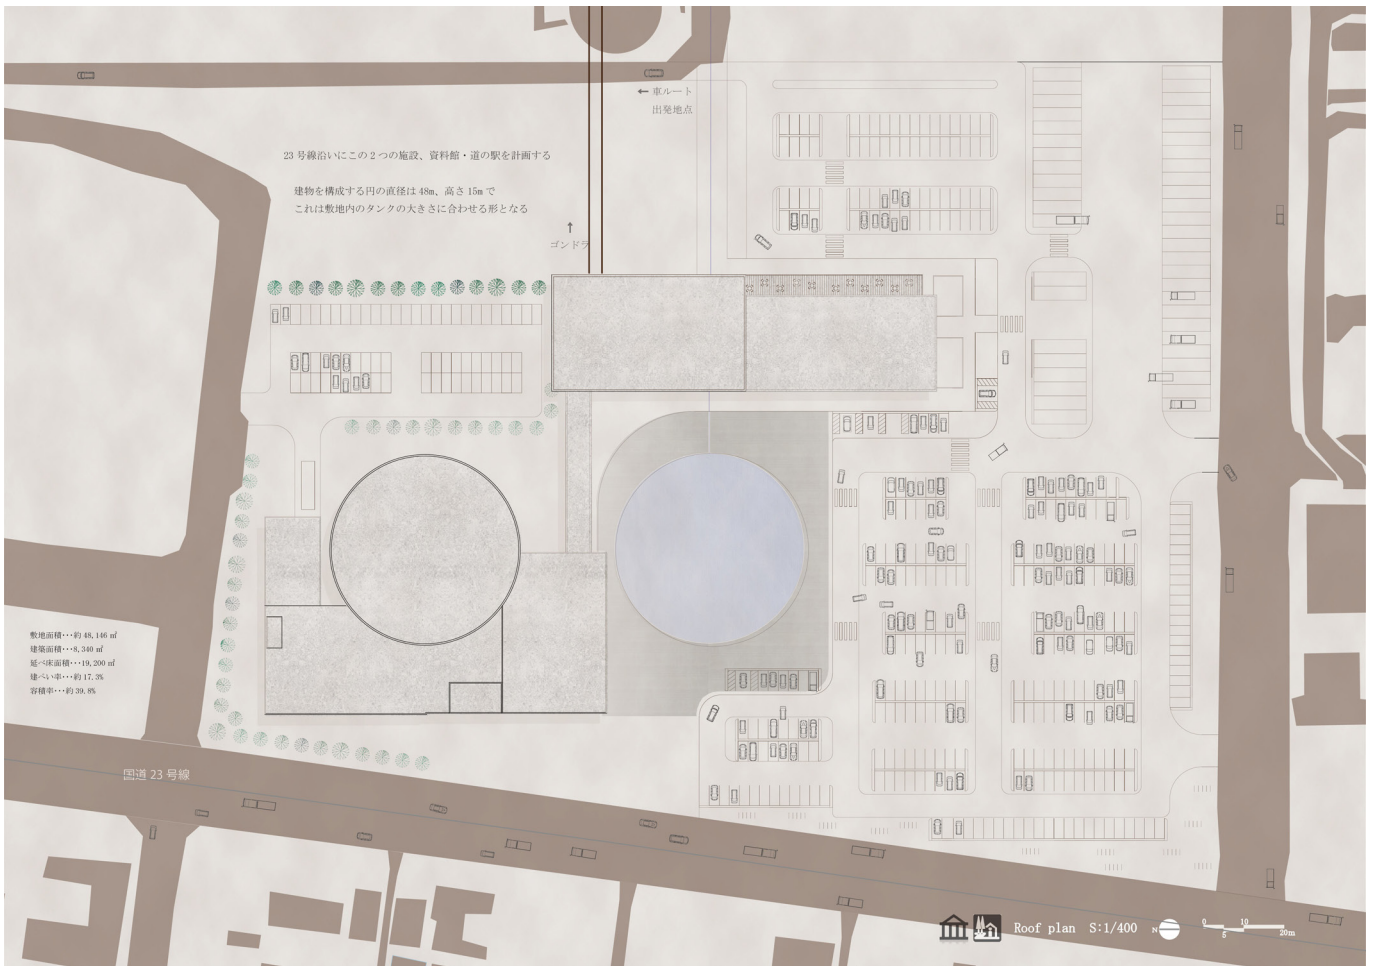 ← 車ルート
出発地点
23 号線沿いにこの 2 つの施設、資料館・道の駅を計画する
建物を構成する円の直径は 48m、高さ 15m で
これは敷地内のタンクの大きさに合わせる形となる
↑
ゴンドラ
敷地面積・・・約 48,146 ㎡
建築面積・・・8,340 ㎡
延べ床面積・・・19,200 ㎡
建ぺい率・・・約 17.3%
容積率・・・約 39.8%
国道 23 号線
Roof plan S:1/400 N 0 5 10 20m